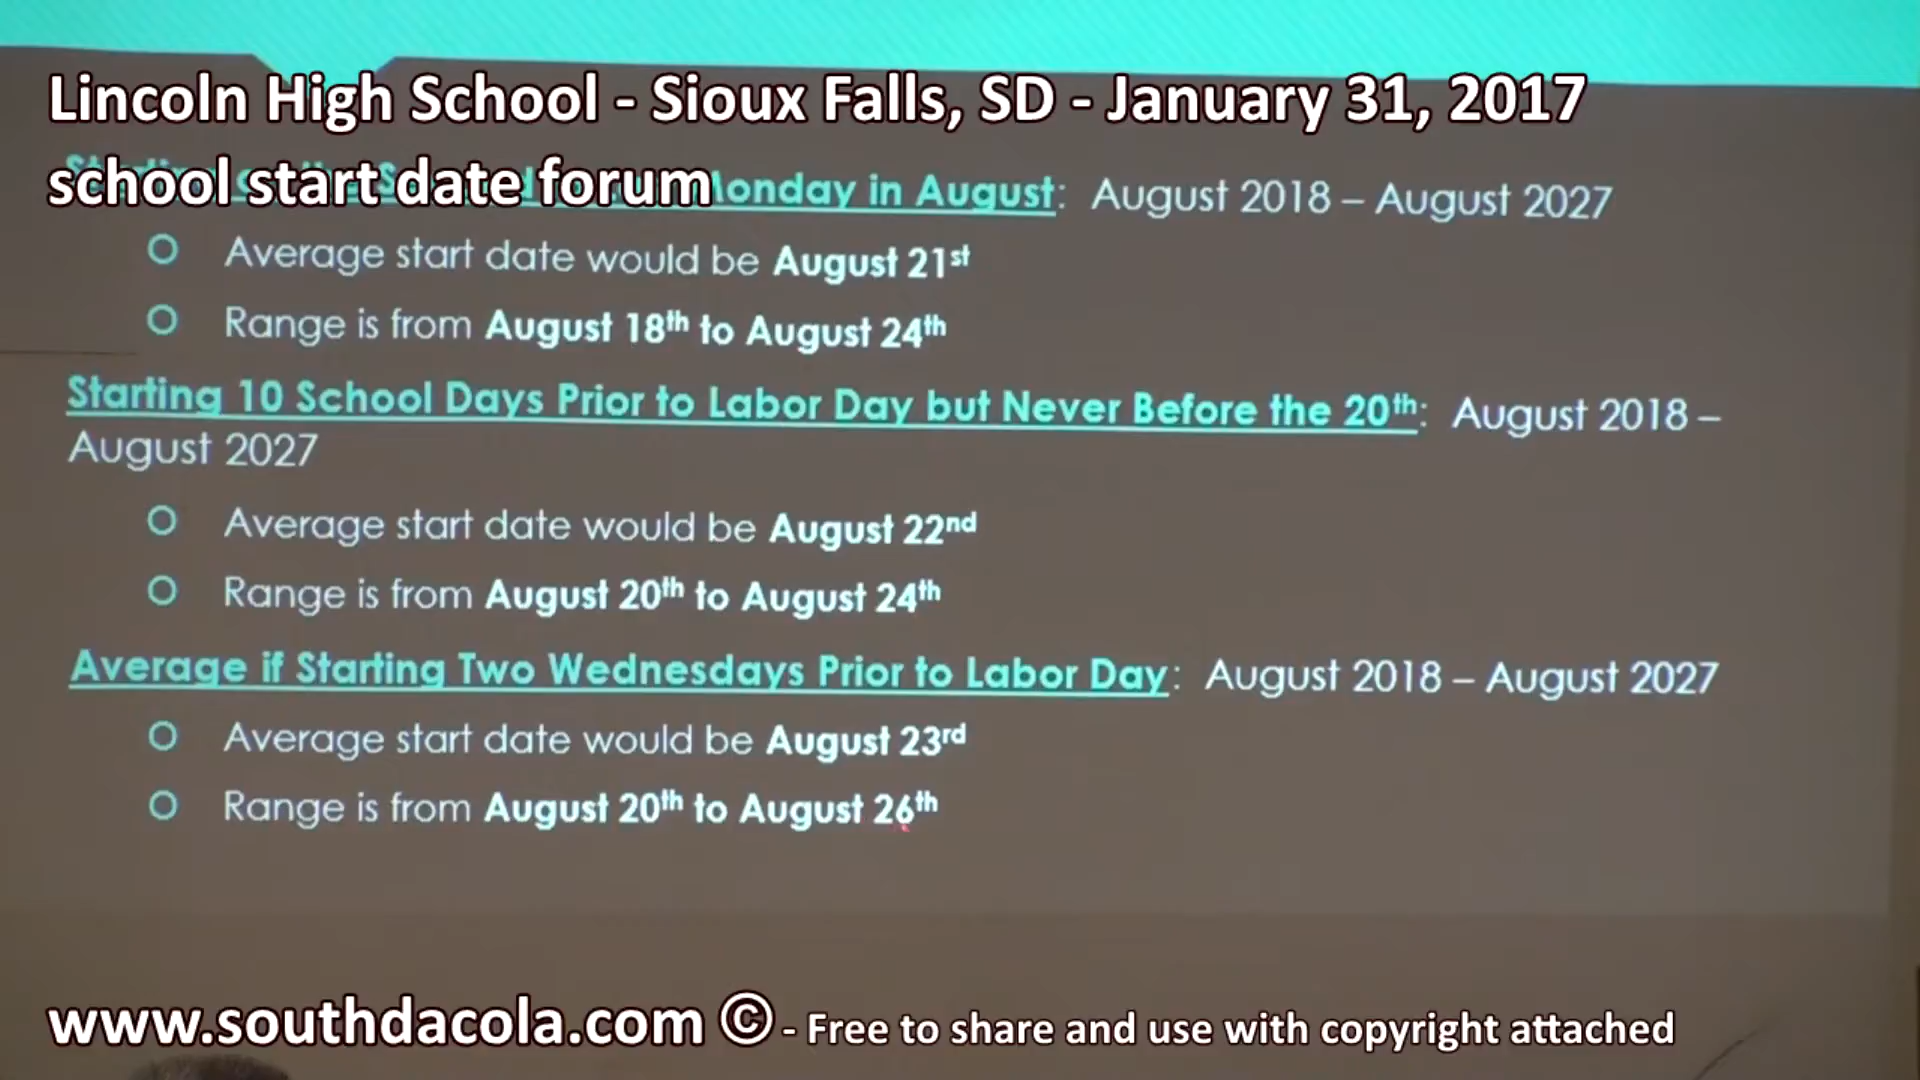 Lincoln High School - Sioux Falls, SD - January 31, 2017
school start date forum
Monday in August: August 2018 – August 2027
Average start date would be August 21st
Range is from August 18th to August 24th
Starting 10 School Days Prior to Labor Day but Never Before the 20th: August 2018 –
August 2027
Average start date would be August 22nd
Range is from August 20th to August 24th
Average if Starting Two Wednesdays Prior to Labor Day: August 2018 – August 2027
Average start date would be August 23rd
Range is from August 20th to August 26th
www.southdacola.com © - Free to share and use with copyright attached